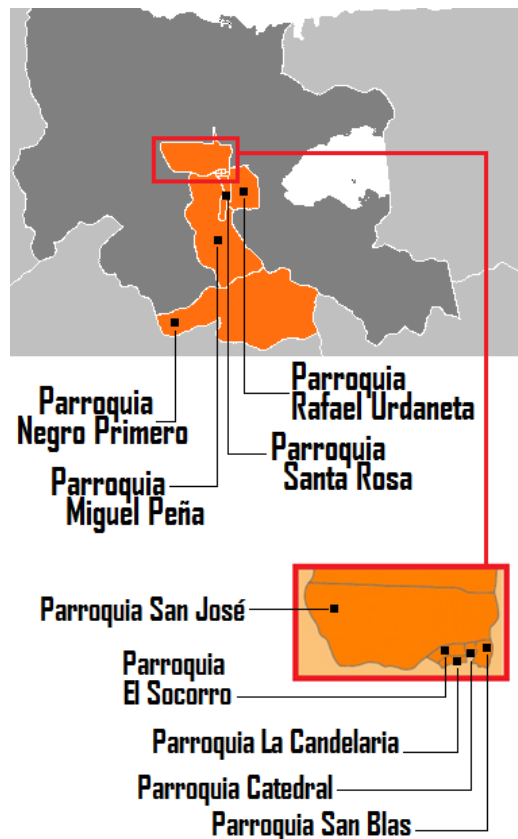 Parroquia
Rafael Urdaneta
Parroquia
Negro Primero
Parroquia
Santa Rosa
Parroquia
Miguel Peña
Parroquia San José
Parroquia
El Socorro
Parroquia La Candelaria
Parroquia Catedral
Parroquia San Blas